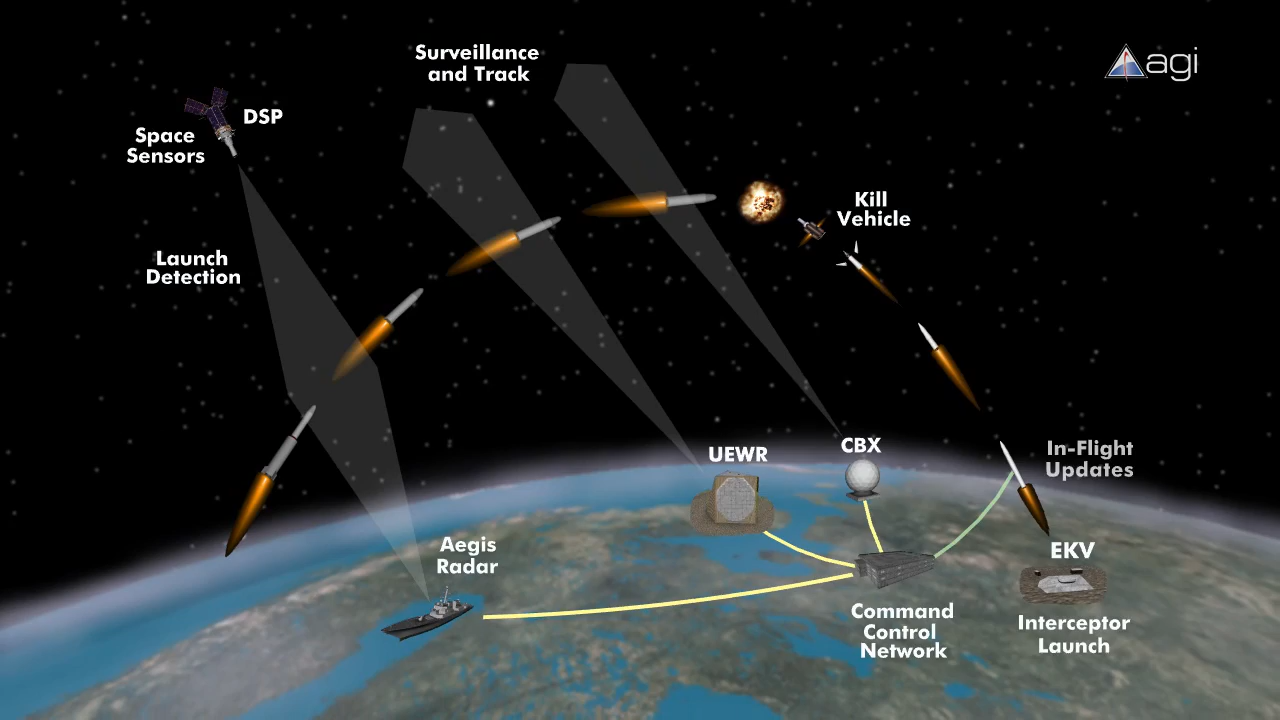 Surveillance
and Track
agi
DSP
Space
Sensors
Kill
Vehicle
Launch
Detection
UEWR
CBX
In-Flight
Updates
Aegis
Radar
EKV
Command
Control
Network
Interceptor
Launch